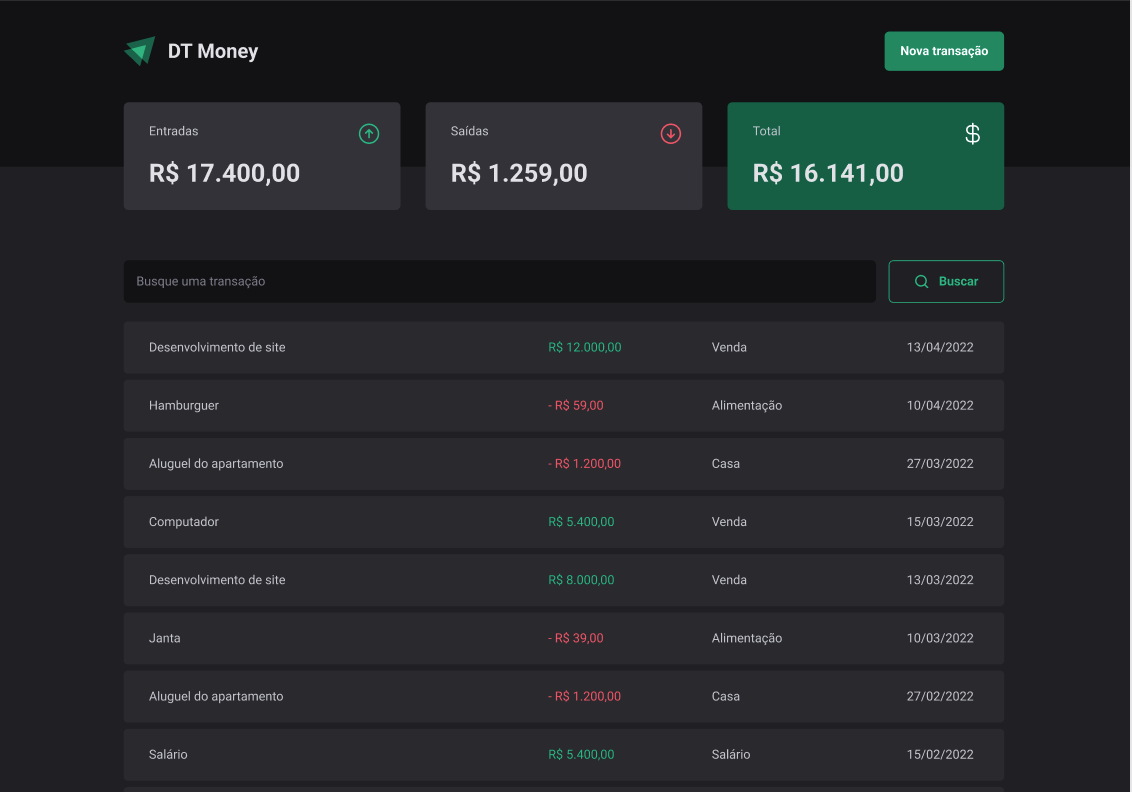 DT Money
Nova transação
Entradas
R$ 17.400,00
Saídas
R$ 1.259,00
Total
$
R$ 16.141,00
Busque uma transação
Buscar
Desenvolvimento de site R$ 12.000,00 Venda 13/04/2022
Hamburguer - R$ 59,00 Alimentação 10/04/2022
Aluguel do apartamento - R$ 1.200,00 Casa 27/03/2022
Computador R$ 5.400,00 Venda 15/03/2022
Desenvolvimento de site R$ 8.000,00 Venda 13/03/2022
Janta - R$ 39,00 Alimentação 10/03/2022
Aluguel do apartamento - R$ 1.200,00 Casa 27/02/2022
Salário R$ 5.400,00 Salário 15/02/2022